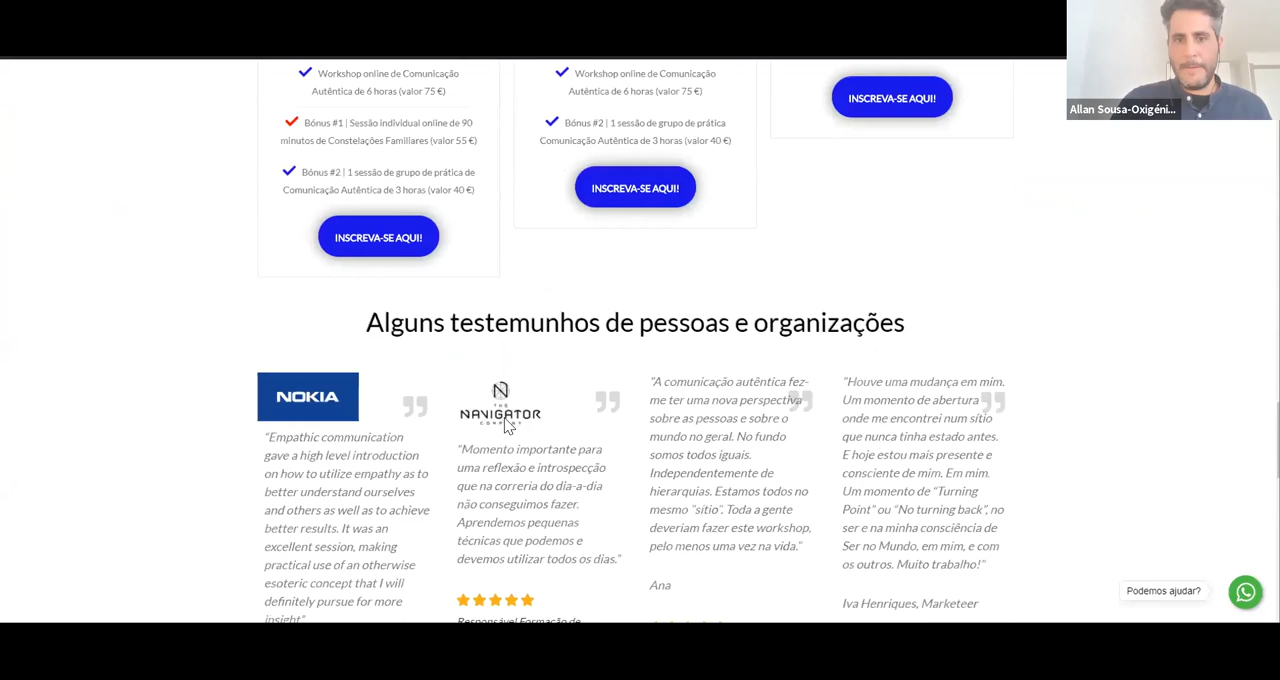 Allan Sousa-Oxigéni...
Workshop online de Comunicação
Autêntica de 6 horas (valor 75 €)
Bónus #1 | Sessão individual online de 90
minutos de Constelações Familiares (valor 55 €)
Bónus #2 | 1 sessão de grupo de prática de
Comunicação Autêntica de 3 horas (valor 40 €)
INSCREVA-SE AQUI!
Workshop online de Comunicação
Autêntica de 6 horas (valor 75 €)
Bónus #2 | 1 sessão de grupo de prática
Comunicação Autêntica de 3 horas (valor 40 €)
INSCREVA-SE AQUI!
INSCREVA-SE AQUI!
Alguns testemunhos de pessoas e organizações
NOKIA
"Empathic communication
gave a high level introduction
on how to utilize empathy as to
better understand ourselves
and others as well as to achieve
better results. It was an
excellent session, making
practical use of an otherwise
esoteric concept that I will
definitely pursue for more
insight"
N
THE
NAVIGATOR
COMPANY
"Momento importante para
uma reflexão e introspecção
que na correria do dia-a-dia
não conseguimos fazer.
Aprendemos pequenas
técnicas que podemos e
devemos utilizar todos os dias."
Responsável Formação de
"A comunicação autêntica fez-
me ter uma nova perspectiva
sobre as pessoas e sobre o
mundo no geral. No fundo
somos todos iguais.
Independentemente de
hierarquias. Estamos todos no
mesmo "sítio". Toda a gente
deveriam fazer este workshop,
pelo menos uma vez na vida."
Ana
"Houve uma mudança em mim.
Um momento de abertura
onde me encontrei num sítio
que nunca tinha estado antes.
E hoje estou mais presente e
consciente de mim. Em mim.
Um momento de "Turning
Point" ou "No turning back", no
ser e na minha consciência de
Ser no Mundo, em mim, e com
os outros. Muito trabalho!"
Iva Henriques, Marketeer
Podemos ajudar?